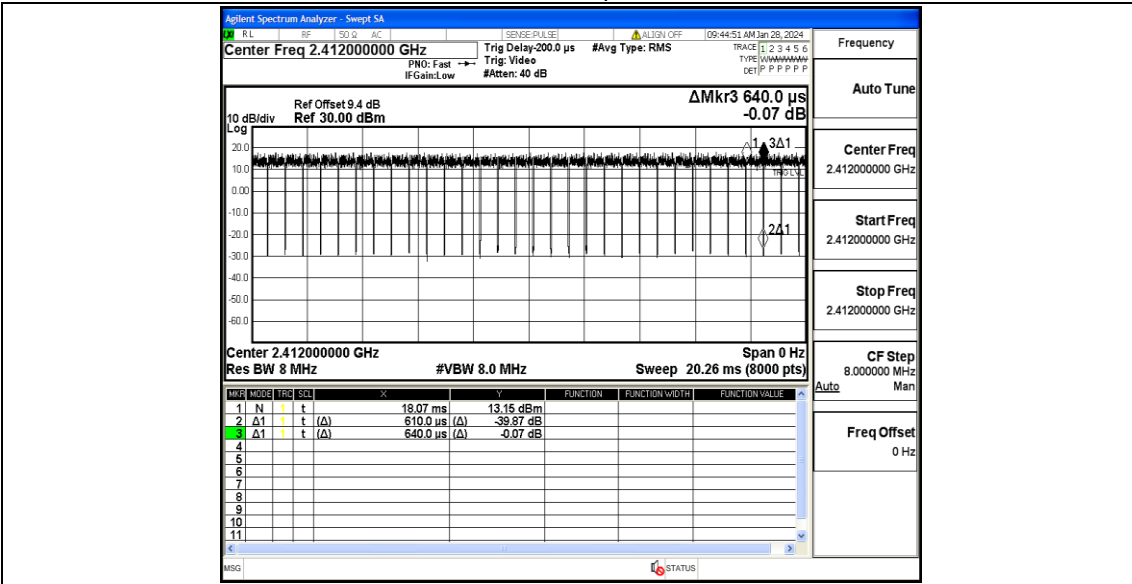 Agilent Spectrum Analyzer - Swept SA
RL RF 50 Ω AC SENSE:PULSE ALIGN OFF 09:44:51 AM Jan 28, 2024
Center Freq 2.412000000 GHz Trig Delay-200.0 µs #Avg Type: RMS TRACE 1 2 3 4 5 6
PNO: Fast Trig: Video TYPE
IFGain:Low #Atten: 40 dB DET P P P P P P
Frequency
Auto Tune
ΔMkr3 640.0 µs
Ref Offset 9.4 dB
10 dB/div Ref 30.00 dBm -0.07 dB
Log
20.0
10.0
0.00
-10.0
-20.0
-30.0
-40.0
-50.0
-60.0
1 3Δ1
TRIG LVL
2Δ1
Center 2.412000000 GHz Span 0 Hz
Res BW 8 MHz #VBW 8.0 MHz Sweep 20.26 ms (8000 pts)
MKR MODE TRC SCL X Y FUNCTION FUNCTION WIDTH FUNCTION VALUE
1 N 1 t 18.07 ms 13.15 dBm
2 Δ1 1 t (Δ) 610.0 µs (Δ) -39.87 dB
3 Δ1 1 t (Δ) 640.0 µs (Δ) -0.07 dB
4
5
6
7
8
9
10
11
Center Freq
2.412000000 GHz
Start Freq
2.412000000 GHz
Stop Freq
2.412000000 GHz
CF Step
8.000000 MHz
Auto Man
Freq Offset
0 Hz
MSG STATUS